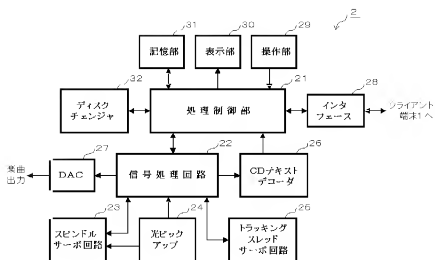 2
31
30
29
記憶部
表示部
操作部
32
21
28
ディスク
チェンジャ
処理制御部
インタ
フェース
クライアント
端末1へ
22
26
27
楽曲
出力
DAC
信号処理回路
CDテキスト
デコーダ
23
24
26
スピンドル
サーボ回路
光ピック
アップ
トラッキング
スレッド
サーボ回路